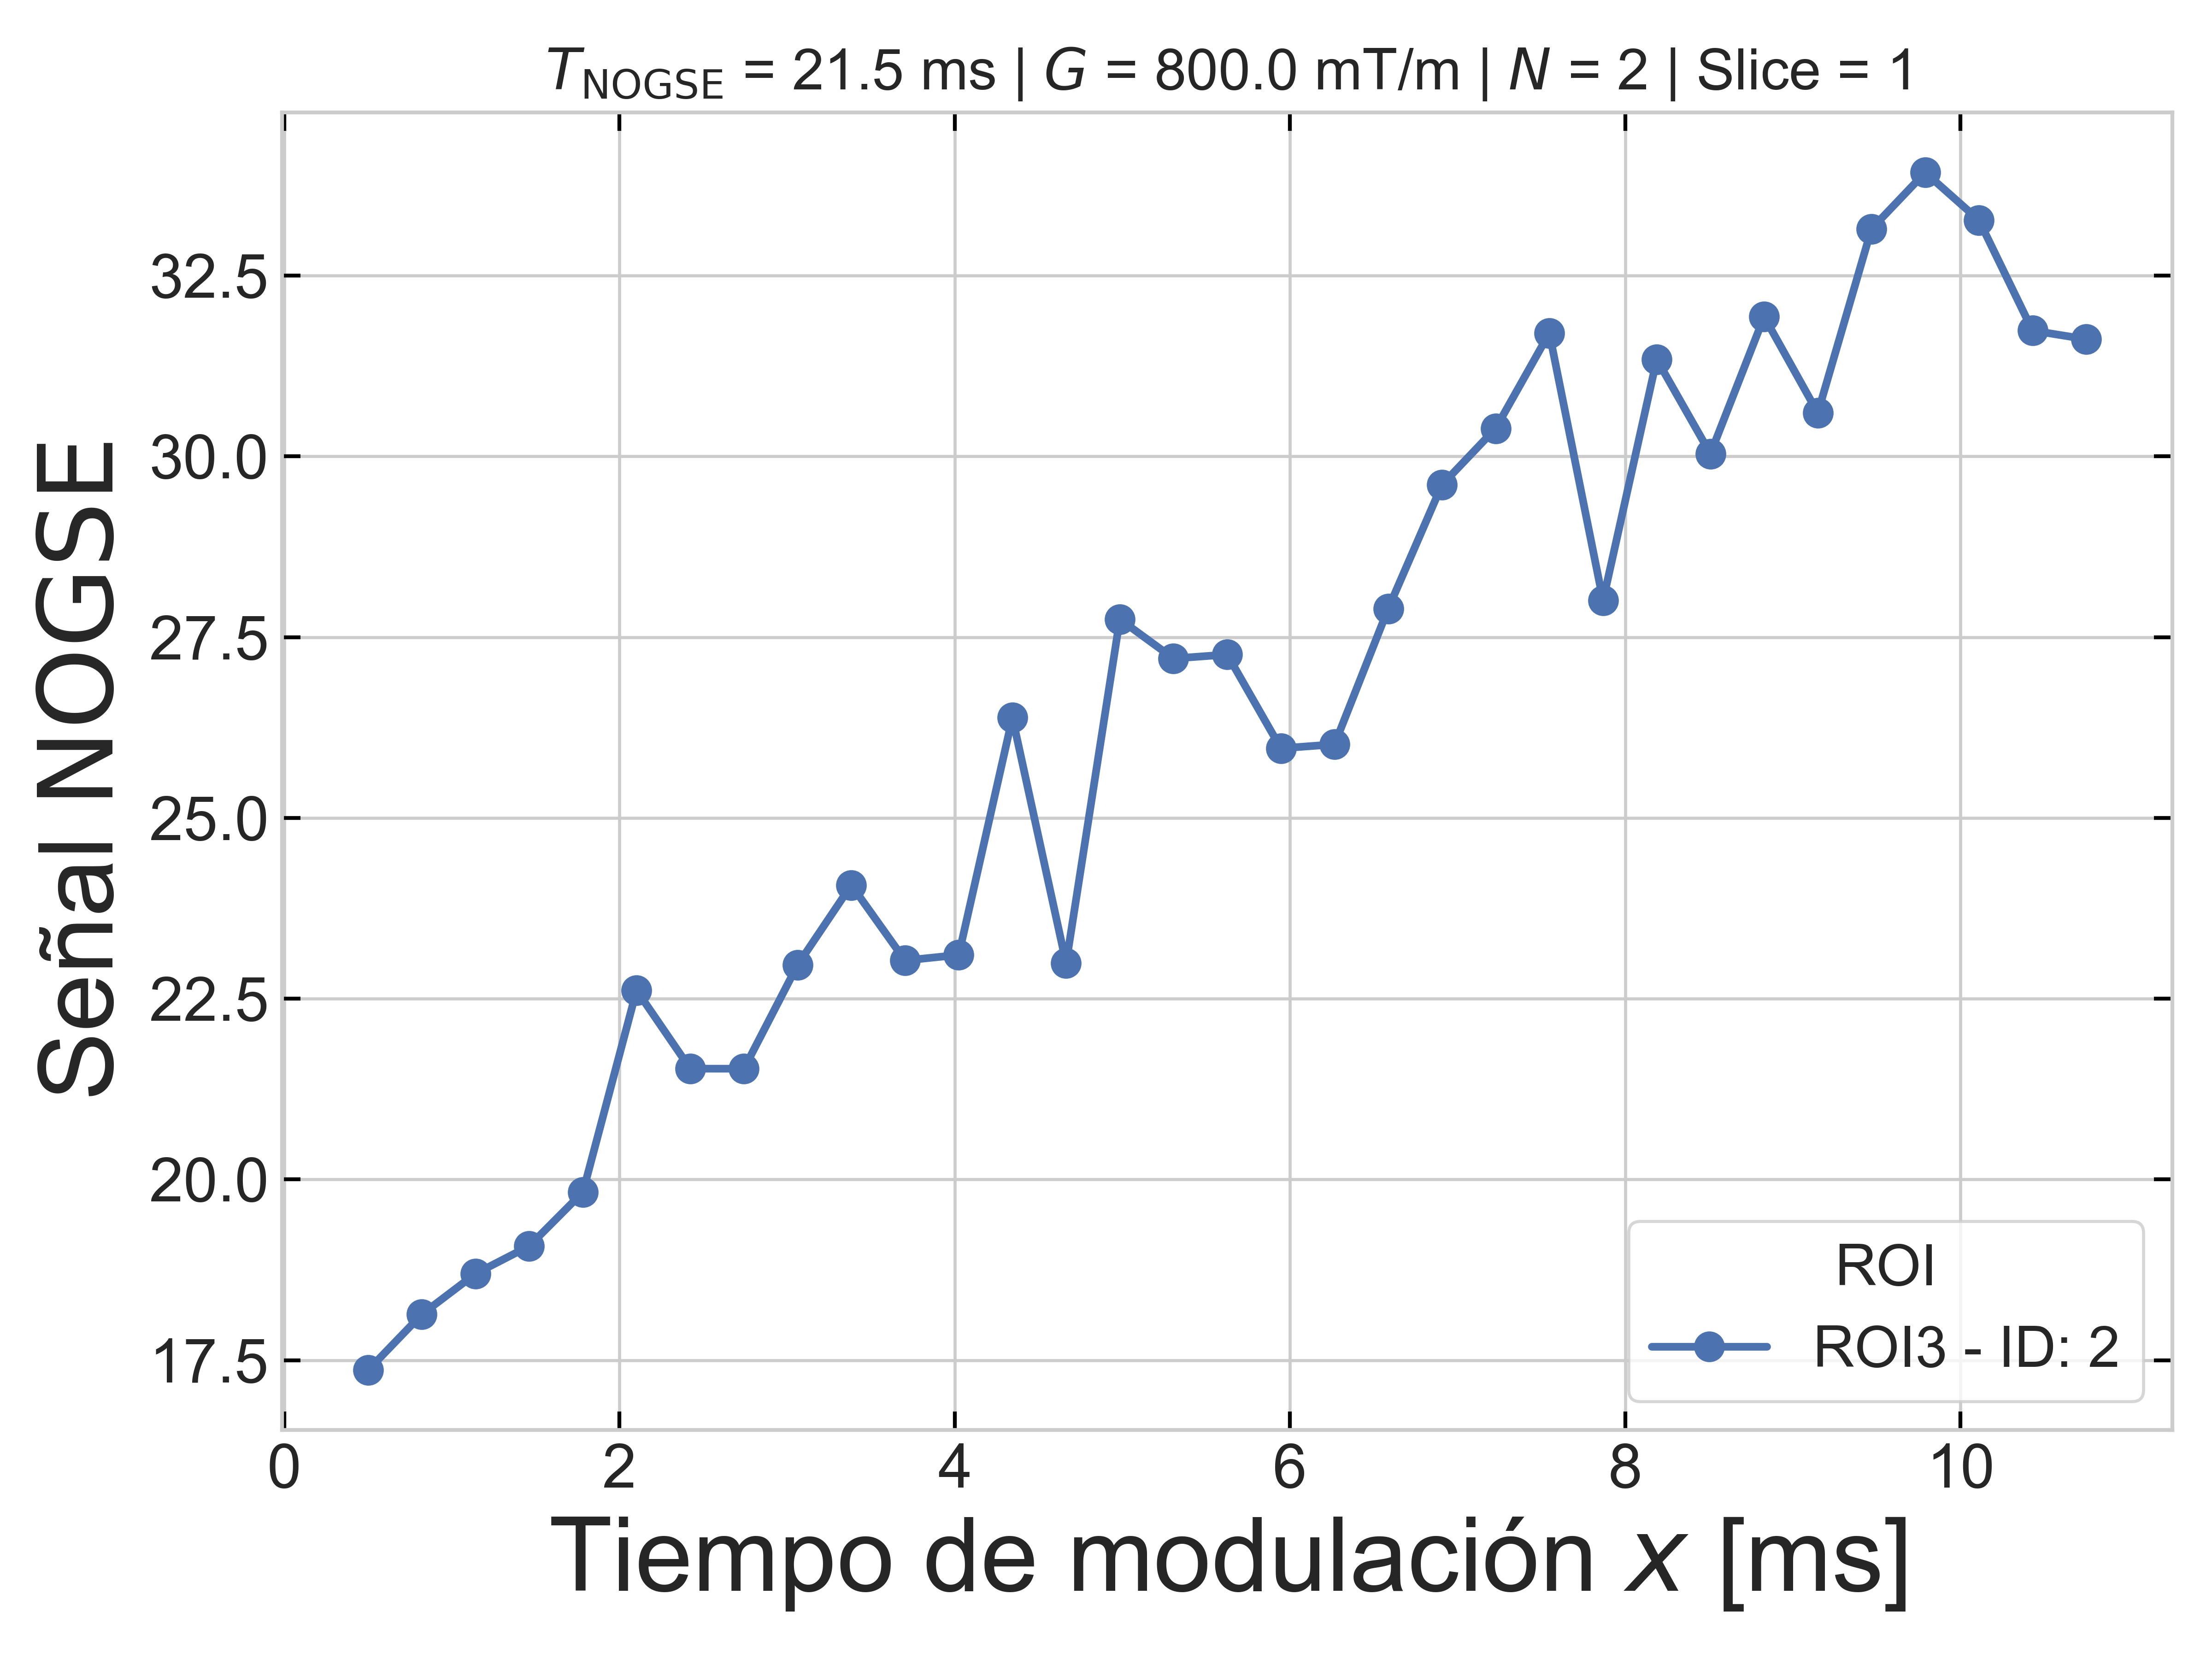 T_NOGSE = 21.5 ms | G = 800.0 mT/m | N = 2 | Slice = 1
Señal NOGSE
32.5
30.0
27.5
25.0
22.5
20.0
17.5
ROI
ROI3 - ID: 2
0 2 4 6 8 10
Tiempo de modulación x [ms]